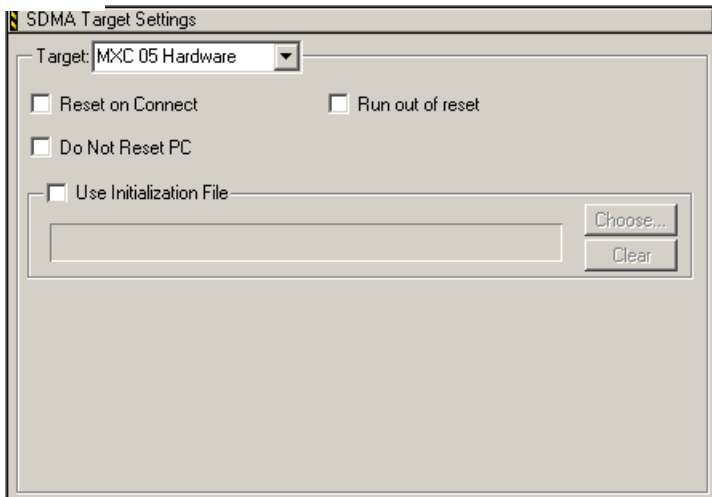 SDMA Target Settings
Target: MXC 05 Hardware
Reset on Connect Run out of reset
Do Not Reset PC
Use Initialization File
Choose...
Clear